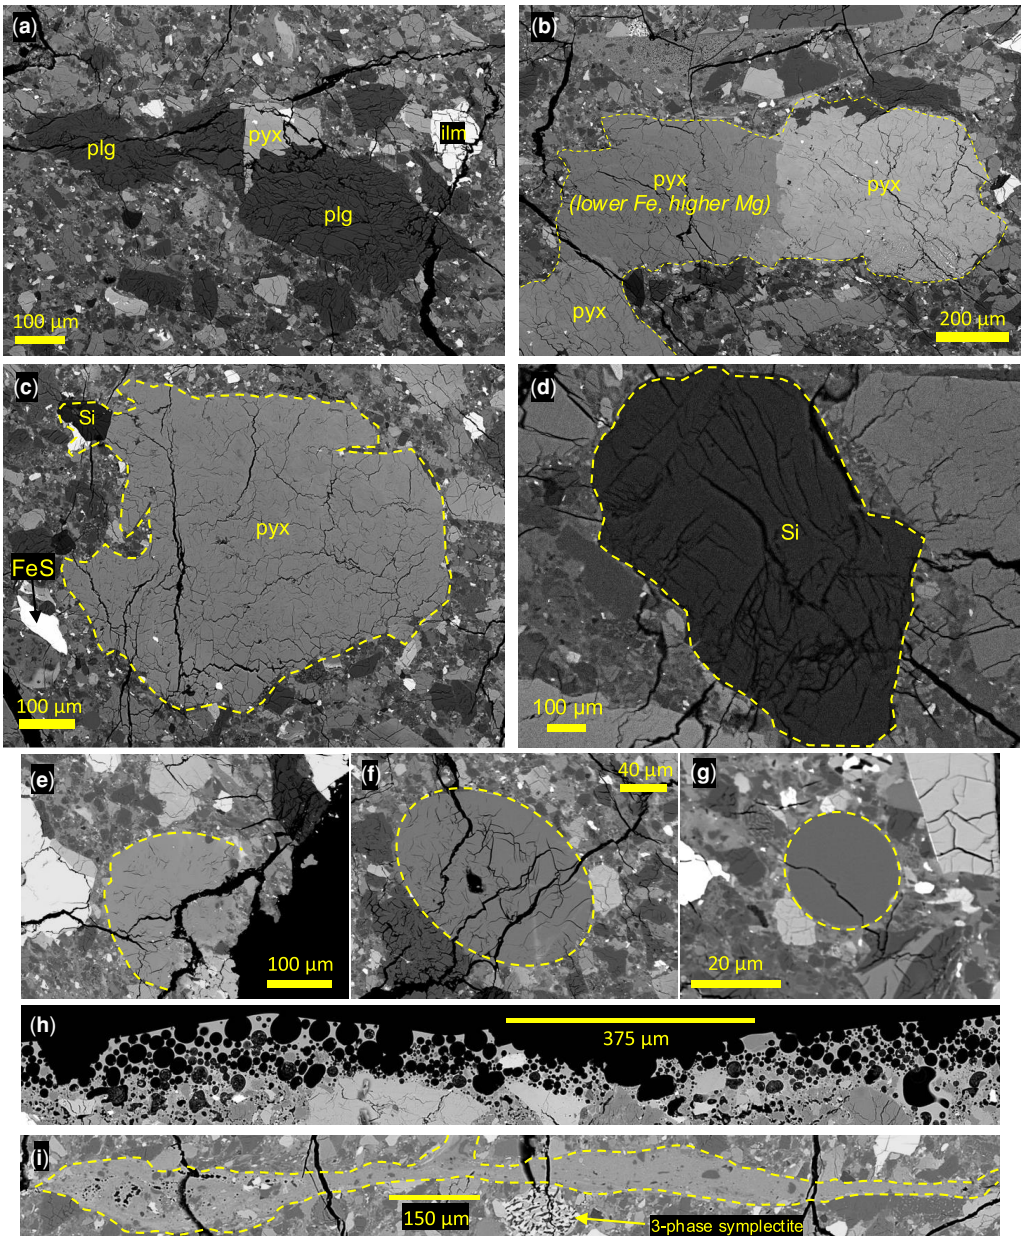 (a)
plg
pyx
ilm
plg
100 µm
(b)
pyx
(lower Fe, higher Mg)
pyx
pyx
200 µm
(c)
Si
pyx
FeS
100 µm
(d)
Si
100 µm
(e)
100 µm
(f)
40 µm
(g)
20 µm
(h)
375 µm
(i)
150 µm
3-phase symplectite